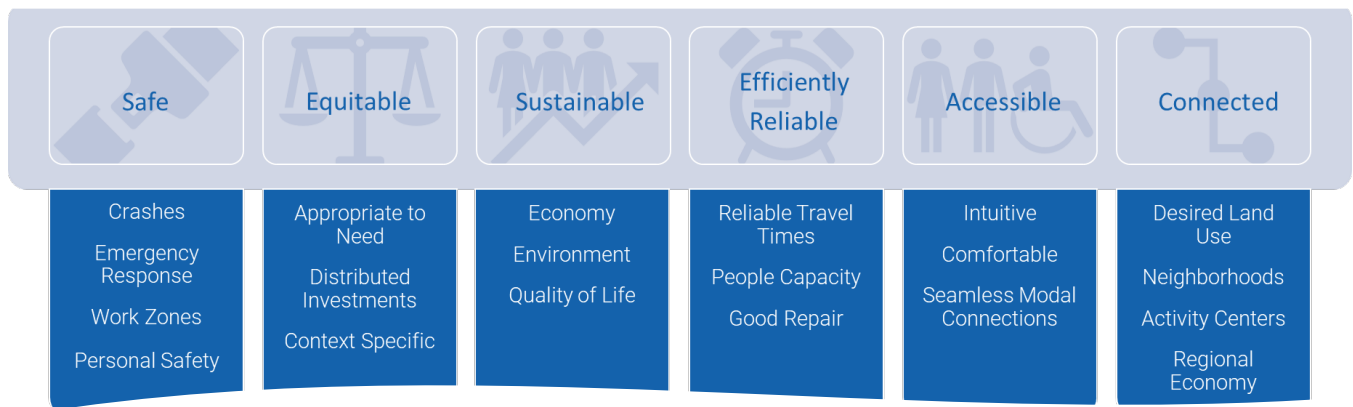 Safe
Equitable
Sustainable
Efficiently
Reliable
Accessible
Connected
Crashes
Emergency
Response
Work Zones
Personal Safety
Appropriate to
Need
Distributed
Investments
Context Specific
Economy
Environment
Quality of Life
Reliable Travel
Times
People Capacity
Good Repair
Intuitive
Comfortable
Seamless Modal
Connections
Desired Land
Use
Neighborhoods
Activity Centers
Regional
Economy